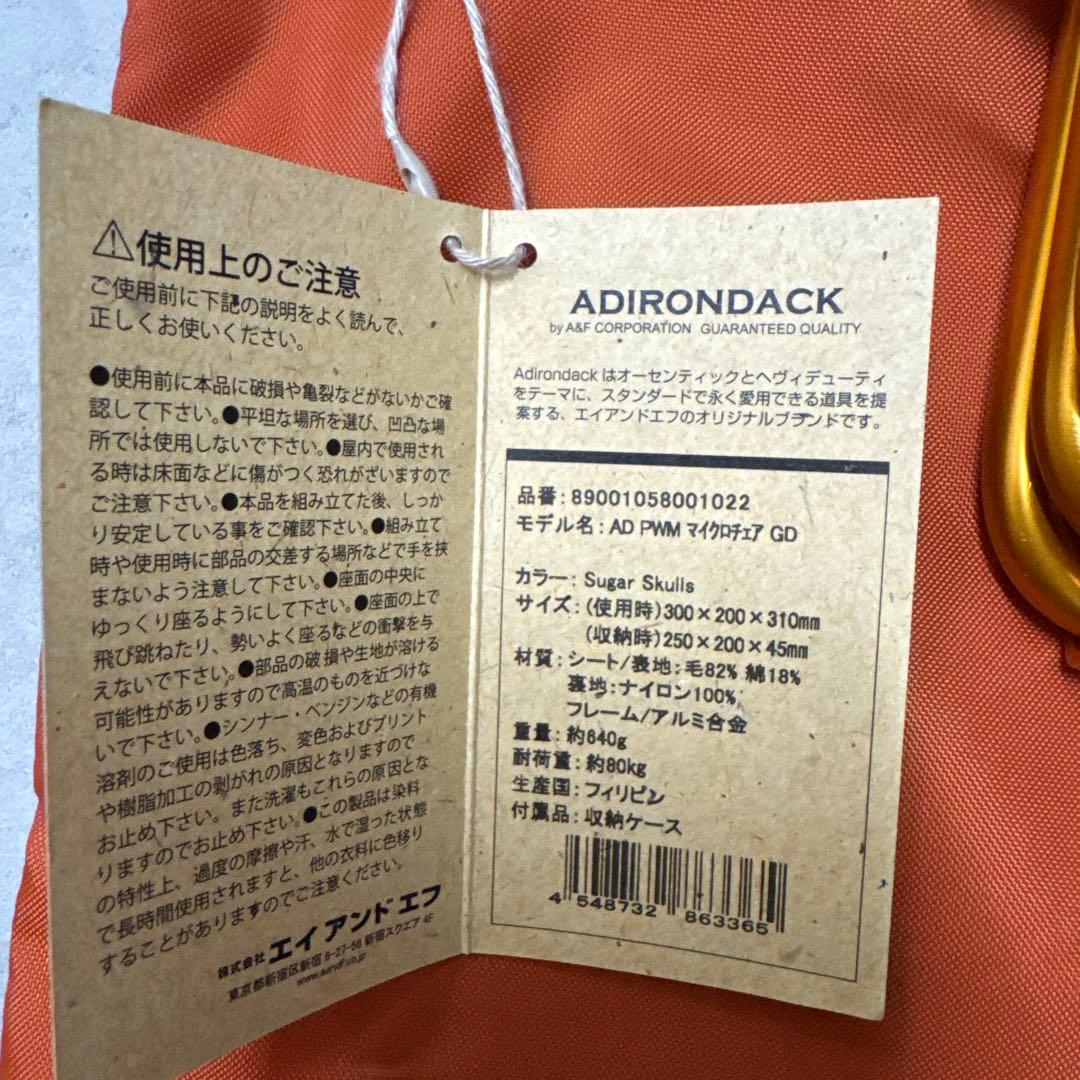 ⚠使用上のご注意
ご使用前に下記の説明をよく読んで、
正しくお使いください。
●使用前に本品に破損や亀裂などがないかご確
認して下さい。●平坦な場所を選び、凹凸な場
所では使用しないで下さい。●屋内で使用され
る時は床面などに傷がつく恐れがざいますので
ご注意下さい。●本品を組み立てた後、しっか
り安定している事をご確認下さい。●組み立て
時や使用時に部品の交差する場所などで手を挟
まないよう注意して下さい。●座面の中央に
ゆっくり座るようにして下さい。●座面の上で
飛び跳ねたり、勢いよく座るなどの衝撃を与
えないで下さい。●部品の破損や生地が溶ける
可能性がありますので高温のものを近づけな
いで下さい。●シンナー・ベンジンなどの有機
溶剤のご使用は色落ち、変色およびプリント
や樹脂加工の剥がれの原因となりますので
お止め下さい。また洗濯もこれらの原因とな
りますのでお止め下さい。●この製品は染料
の特性上、過度の摩擦や汗、水で湿った状態
で長時間使用されますと、他の衣料に色移り
することがありますのでご注意ください。
株式会社 エイ アンド エフ
東京都新宿区新宿 6-27-56 新宿スクエア 4F
www.aandf.co.jp
ADIRONDACK
by A&F CORPORATION GUARANTEED QUALITY
Adirondack はオーセンティックとヘヴィデューティ
をテーマに、スタンダードで永く愛用できる道具を提
案する、エイアンドエフのオリジナルブランドです。
品番：89001058001022
モデル名：AD PWM マイクロチェア GD
カラー：Sugar Skulls
サイズ：(使用時)300×200×310mm
(収納時)250×200×45mm
材質：シート/表地：毛82% 綿18%
裏地：ナイロン100%
フレーム/アルミ合金
重量：約640g
耐荷重：約80kg
生産国：フィリピン
付属品：収納ケース
4 548732 863365